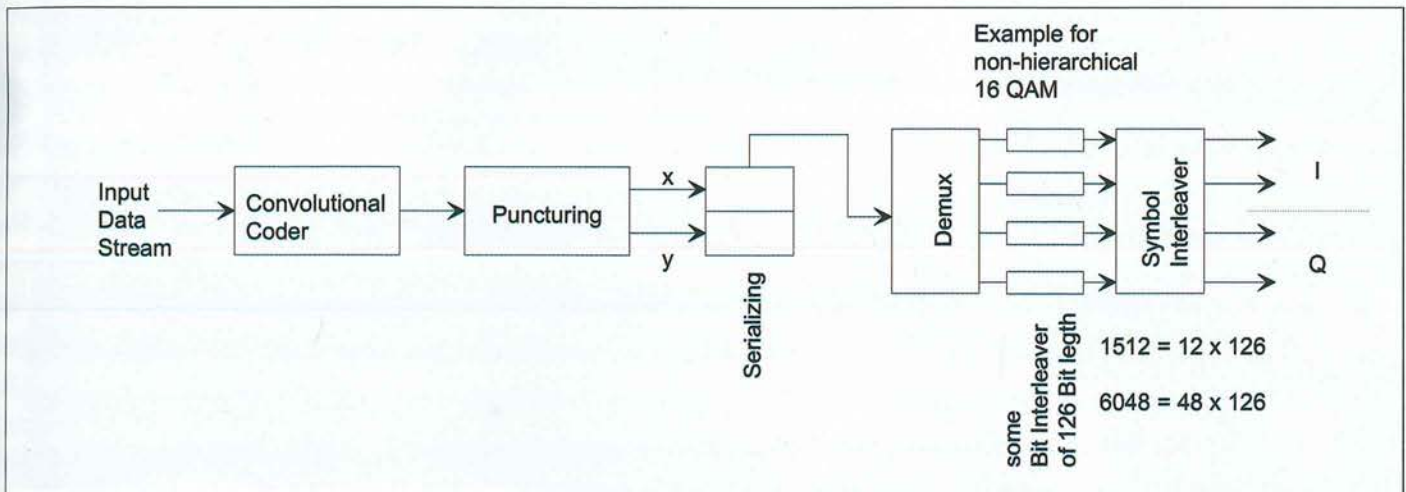 Example for
non-hierarchical
16 QAM
Input
Data
Stream
Convolutional
Coder
Puncturing
x
y
Serializing
Demux
Symbol
Interleaver
I
Q
some
Bit Interleaver
of 126 Bit legth
1512 = 12 x 126
6048 = 48 x 126